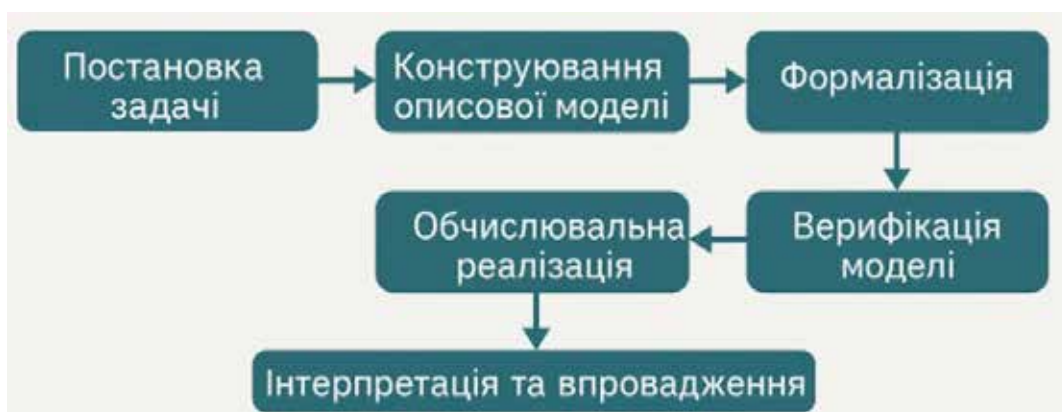 Постановка
задачі
Конструювання
описової моделі
Формалізація
Верифікація
моделі
Обчислювальна
реалізація
Інтерпретація та впровадження